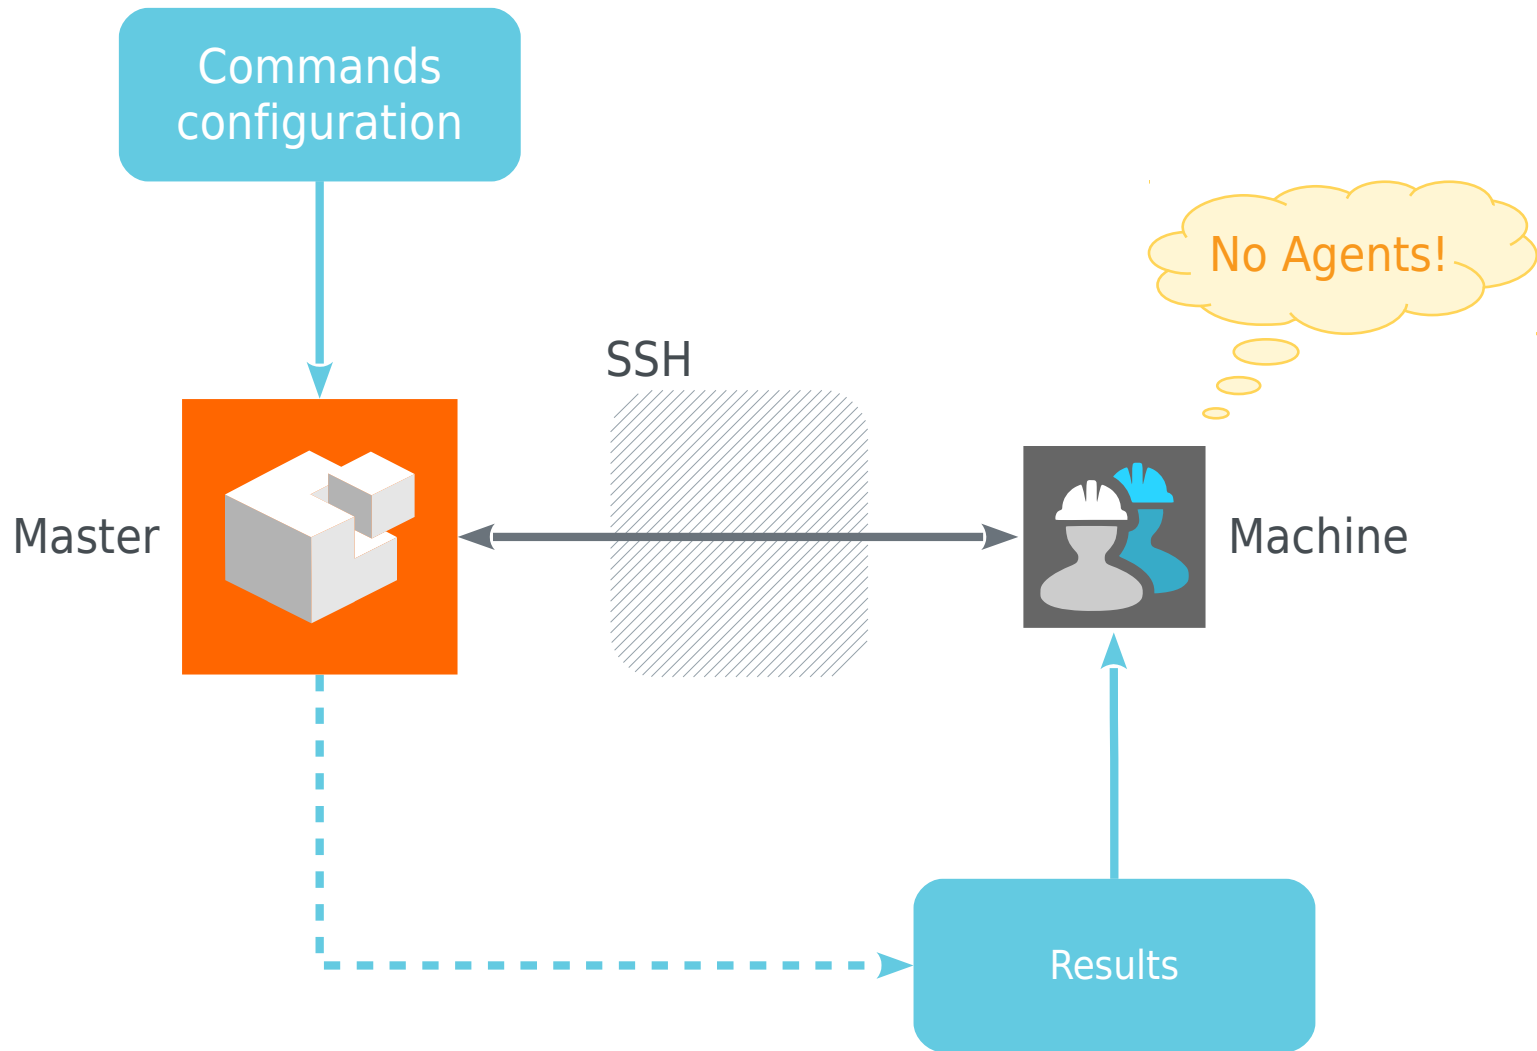 Commands
configuration
No Agents!
SSH
Master
Machine
Results